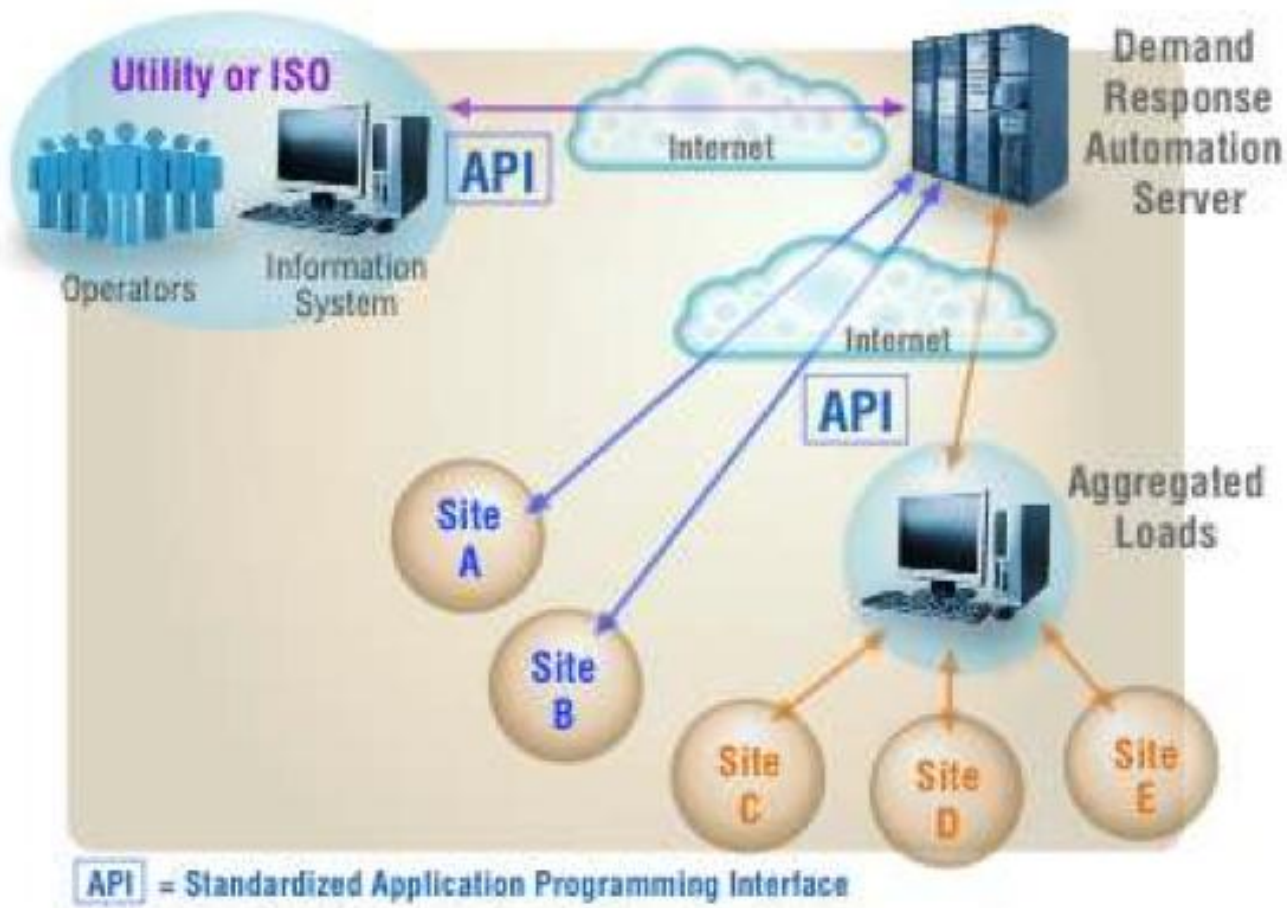 Utility or ISO
Operators
Information
System
API
Internet
Demand
Response
Automation
Server
Internet
API
Aggregated
Loads
Site
A
Site
B
Site
C
Site
D
Site
E
API = Standardized Application Programming Interface